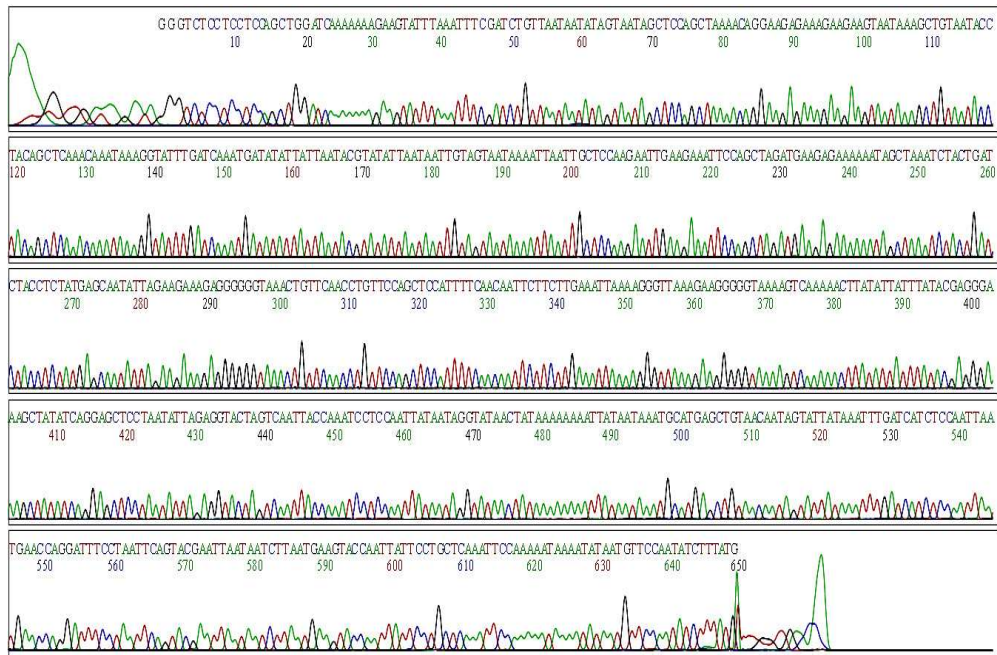 GGGTCTCCTCCTCCAGCTGGATCAAAAAAAGAAGTATTTAAATTTCGATCTGTTAATAATATAGTAATAGCTCCAGCTAAAACAGGAAGAGAAAGAAGAAGTAATAAAGCTGTAATACC
10 20 30 40 50 60 70 80 90 100 110
TACAGCTCAAACAAATAAAGGTATTTGATCAAATGATATATTATTAATACGTATATTAATAATTGTAGTAATAAAATTAATTGCTCCAAGAATTGAAGAAATTCCAGCTAGATGAAGAGAAAAAATAGCTAAATCTACTGAT
120 130 140 150 160 170 180 190 200 210 220 230 240 250 260
CTACCTCTATGAGCAATATTAGAAGAAAGAGGGGGGTAAACTGTTCAACCTGTTCCAGCTCCATTTTCAACAATTCTTCTTGAAATTAAAAGGGTTAAAGAAGGGGGTAAAAGTCAAAAACTTATATTATTTATACGAGGGA
270 280 290 300 310 320 330 340 350 360 370 380 390 400
AAGCTATATCAGGAGCTCCTAATATTAGAGGTACTAGTCAATTACCAAATCCTCCAATTATAATAGGTATAACTATAAAAAAAATTATAATAAATGCATGAGCTGTAACAATAGTATTATAAATTTGATCATCTCCAATTAA
410 420 430 440 450 460 470 480 490 500 510 520 530 540
TGAACCAGGATTTCCTAATTCAGTACGAATTAATAATCTTAATGAAGTACCAATTATTCCTGCTCAAATTCCAAAAATAAAATATAATGTTCCAATATCTTTATG
550 560 570 580 590 600 610 620 630 640 650